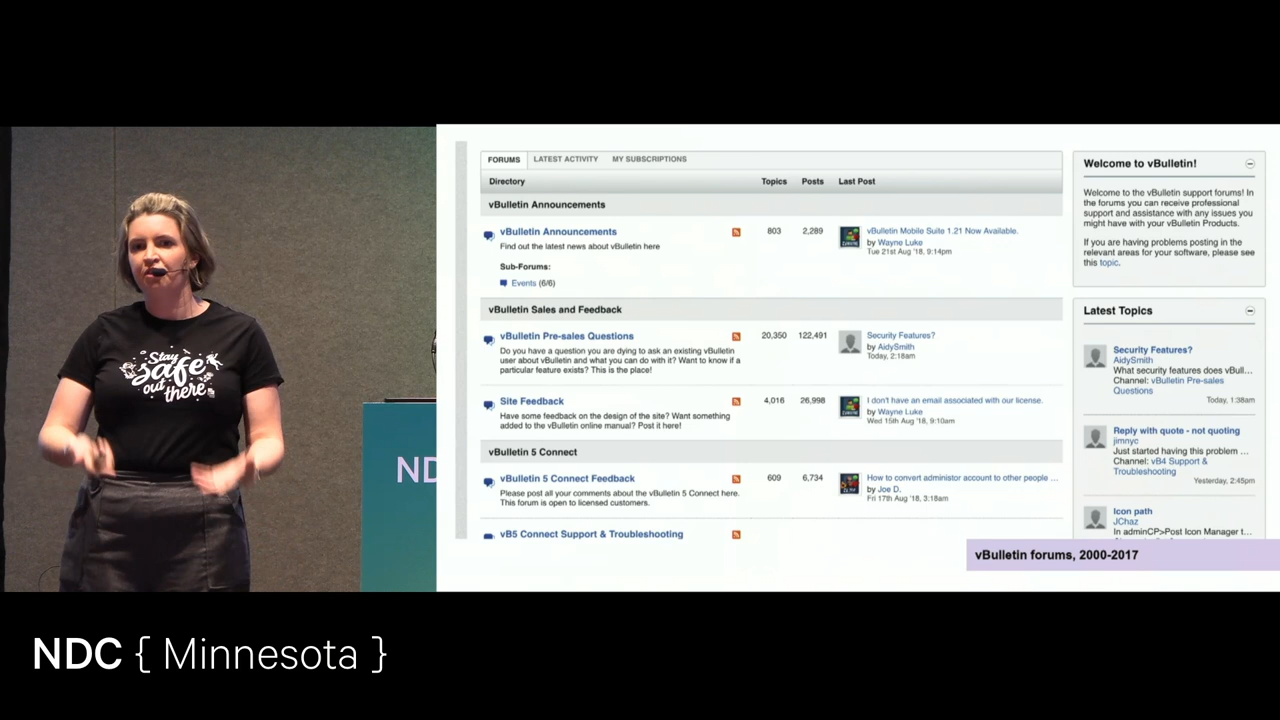 Stay
safe
out
there
ND
FORUMS LATEST ACTIVITY MY SUBSCRIPTIONS
Directory Topics Posts Last Post
vBulletin Announcements
vBulletin Announcements 803 2,289 vBulletin Mobile Suite 1.21 Now Available.
Find out the latest news about vBulletin here by Wayne Luke
Tue 21st Aug '18, 9:14pm
Sub-Forums:
Events (6/6)
vBulletin Sales and Feedback
vBulletin Pre-sales Questions 20,350 122,491 Security Features?
Do you have a question you are dying to ask an existing vBulletin by AidySmith
user about vBulletin and what you can do with it? Want to know if a Today, 2:18am
particular feature exists? This is the place!
Site Feedback 4,016 26,998 I don't have an email associated with our license.
Have some feedback on the design of the site? Want something by Wayne Luke
added to the vBulletin online manual? Post it here! Wed 15th Aug '18, 9:10am
vBulletin 5 Connect
vBulletin 5 Connect Feedback 609 6,734 How to convert administor account to other people ...
Please post all your comments about the vBulletin 5 Connect here. by Joe D.
This forum is open to licensed customers. Fri 17th Aug '18, 3:18am
vB5 Connect Support & Troubleshooting
Welcome to vBulletin!
Welcome to the vBulletin support forums! In
the forums you can receive professional
support and assistance with any issues you
might have with your vBulletin Products.
If you are having problems posting in the
relevant areas for your software, please see
this topic.
Latest Topics
Security Features?
AidySmith
What security features does vBull...
Channel: vBulletin Pre-sales
Questions
Today, 1:38am
Reply with quote - not quoting
jimnyc
Just started having this problem ...
Channel: vB4 Support &
Troubleshooting
Yesterday, 2:45pm
Icon path
JChaz
In adminCP>Post Icon Manager t...
vBulletin forums, 2000-2017
NDC { Minnesota }